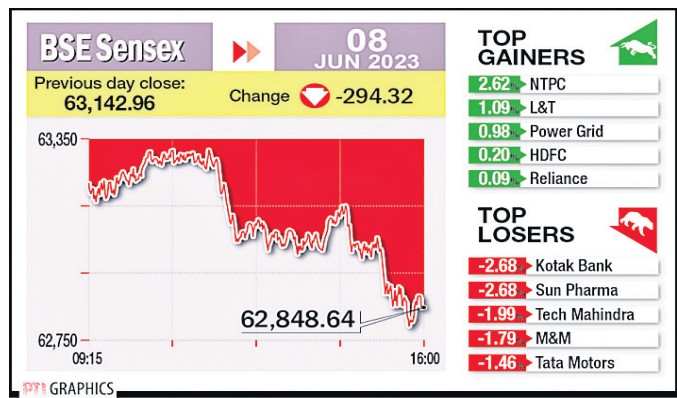 BSE Sensex
08
JUN 2023
Previous day close:
63,142.96
Change -294.32
63,350
62,848.64
62,750
09:15
16:00
TOP
GAINERS
2.62% NTPC
1.09% L&T
0.98% Power Grid
0.20% HDFC
0.09% Reliance
TOP
LOSERS
-2.68% Kotak Bank
-2.68% Sun Pharma
-1.99% Tech Mahindra
-1.79% M&M
-1.46% Tata Motors
PTI GRAPHICS